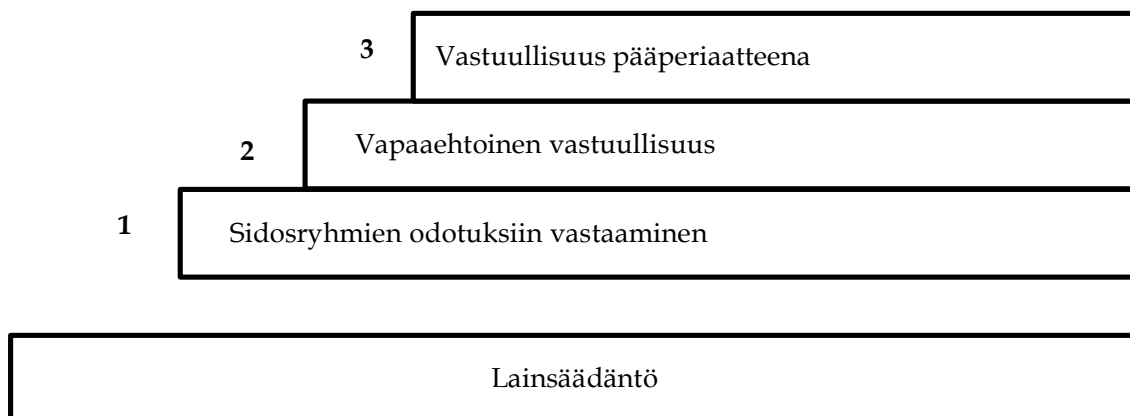 3 Vastuullisuus pääperiaatteena
2 Vapaaehtoinen vastuullisuus
1 Sidosryhmien odotuksiin vastaaminen
Lainsäädäntö